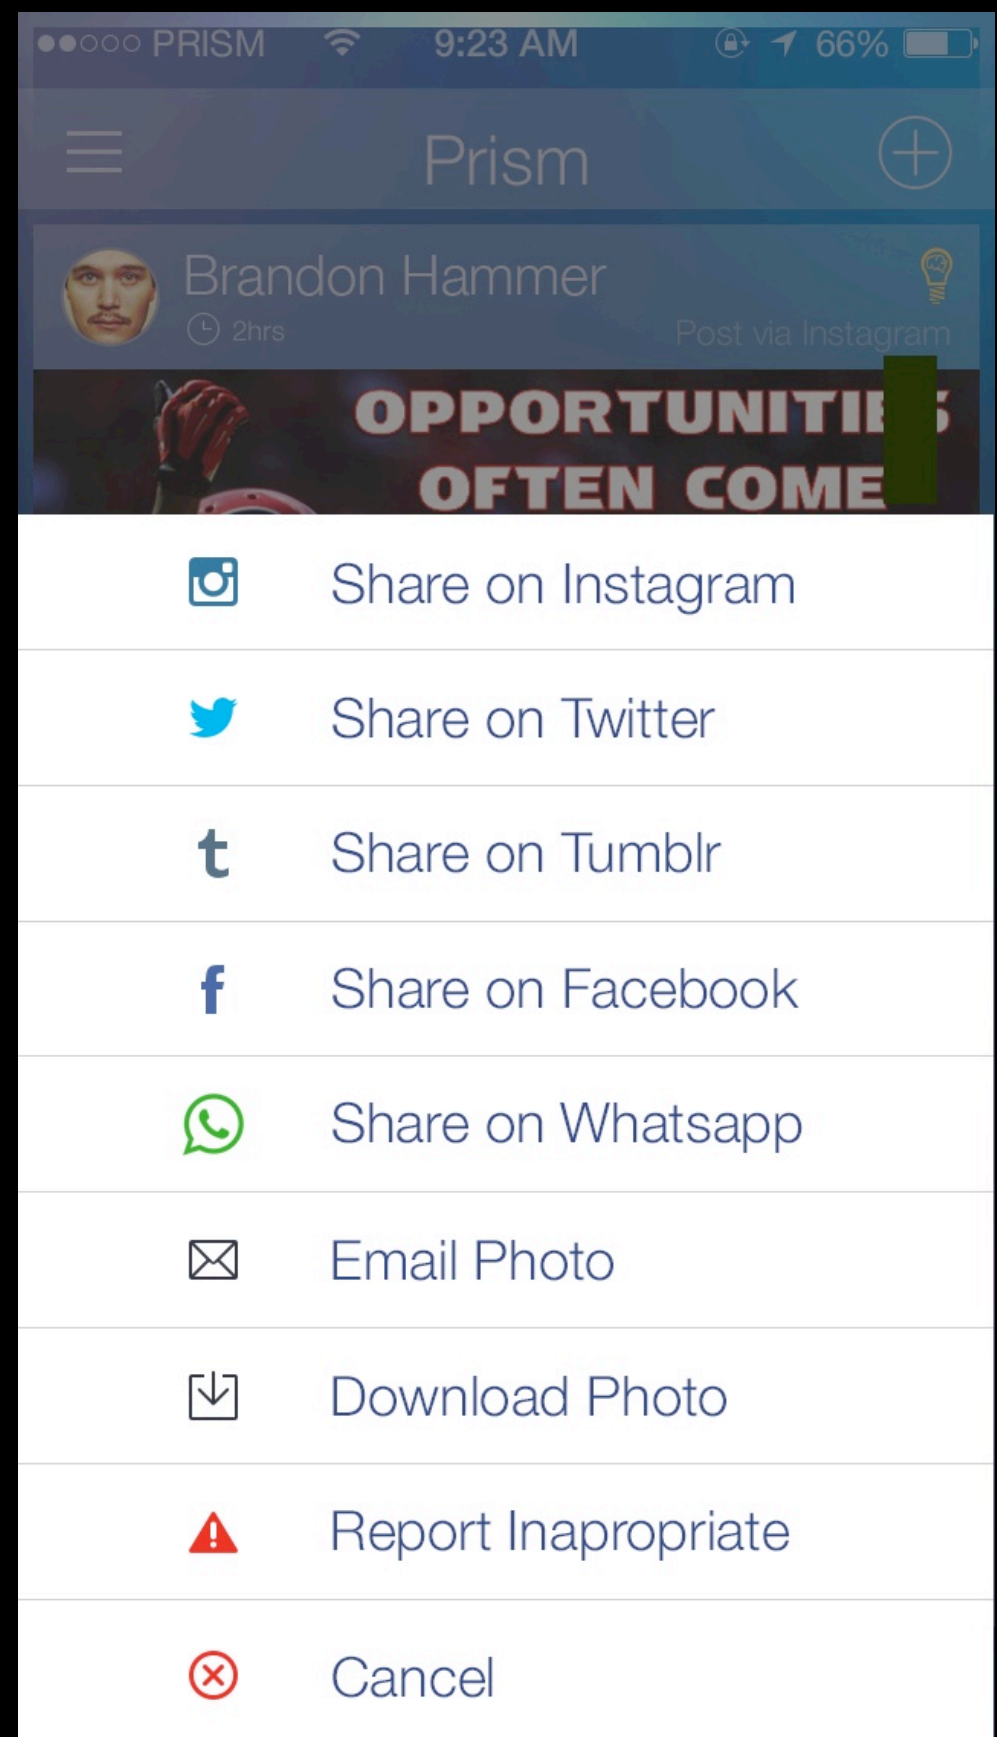 PRISM 9:23 AM 66%
Prism
Brandon Hammer
2hrs Post via Instagram
OPPORTUNITIES
OFTEN COME
Share on Instagram
Share on Twitter
t Share on Tumblr
f Share on Facebook
Share on Whatsapp
Email Photo
Download Photo
Report Inapropriate
Cancel